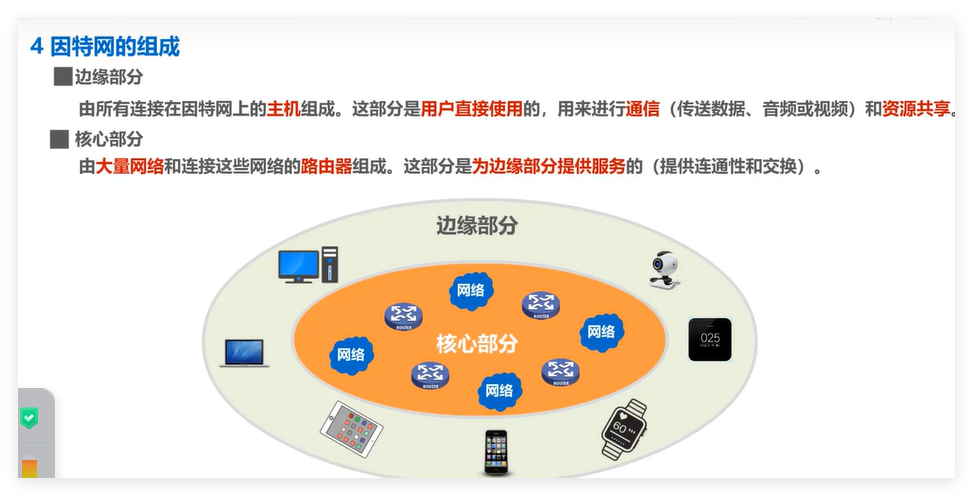 4 因特网的组成
边缘部分
由所有连接在因特网上的主机组成。这部分是用户直接使用的，用来进行通信（传送数据、音频或视频）和资源共享。
核心部分
由大量网络和连接这些网络的路由器组成。这部分是为边缘部分提供服务的（提供连通性和交换）。
边缘部分
网络
ROUTER
ROUTER
网络
核心部分
025
网络
ROUTER
ROUTER
网络
60